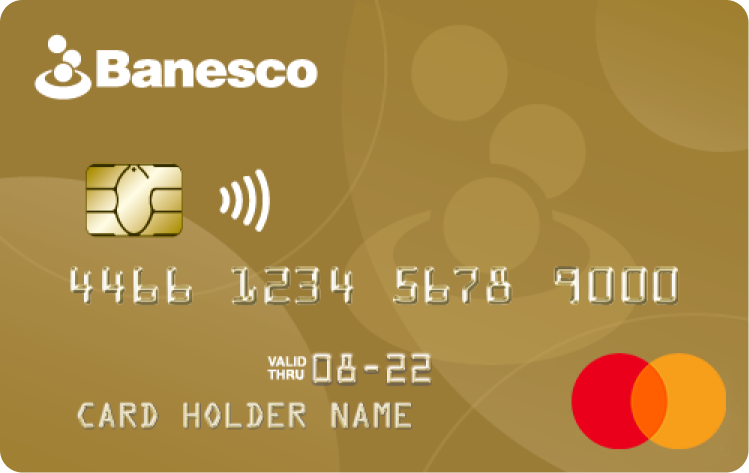 Banesco
4466 1234 5678 9000
VALID
THRU 08-22
CARD HOLDER NAME